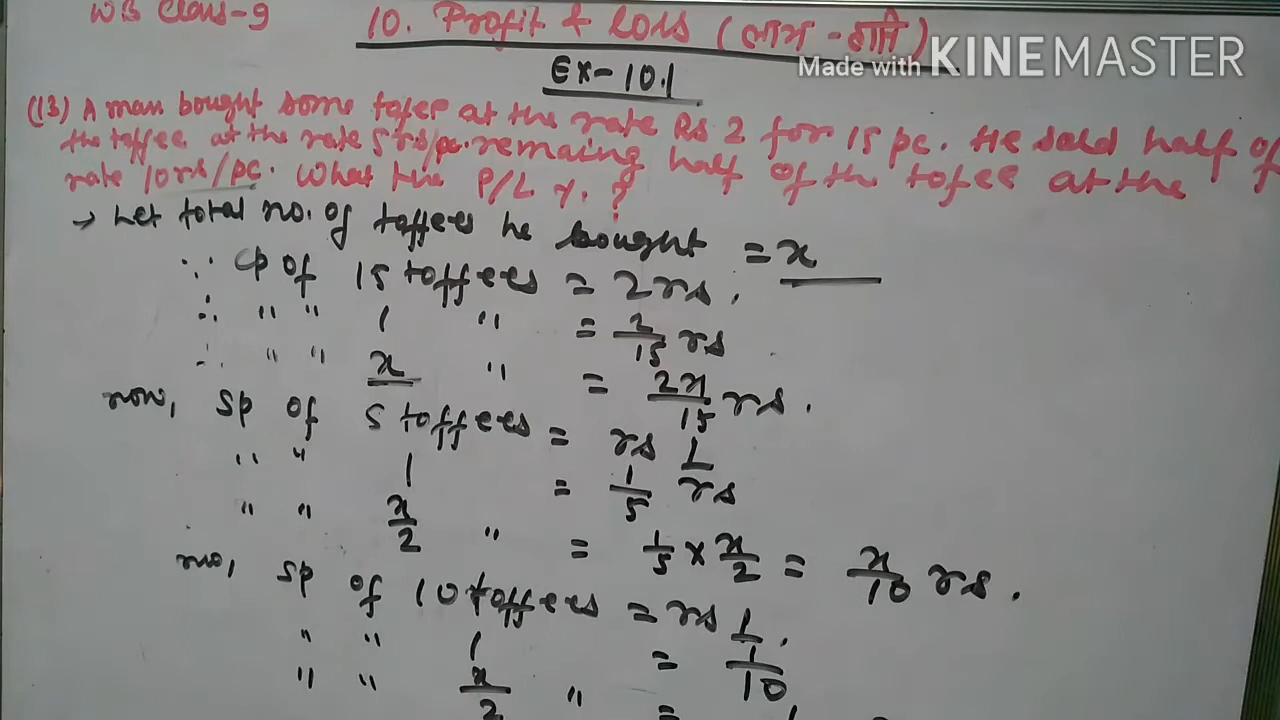 WB Class-9
10. Profit & Loss (লাভ-ক্ষতি)
Made with KINEMASTER
Ex-10.1
(13) A man bought some tofee at the rate Rs 2 for 15 pc. He sold half of
the toffee at the rate 5 rs/pc. remaing half of the tofee at the
rate 10 rs/pc. What the P/L %. ?
→ Let total no. of toffees he bought = x
∵ CP of 15 toffees = 2 rs.
∴ " " 1 " = 2/15 rs
∴ " " x " = 2x/15 rs.
now, SP of 5 toffees = rs 1
" " 1 = 1/5 rs
" " x/2 " = 1/5 × x/2 = x/10 rs.
now, SP of 10 toffees = rs 1.
" " 1 = 1/10
" " x/2 " =